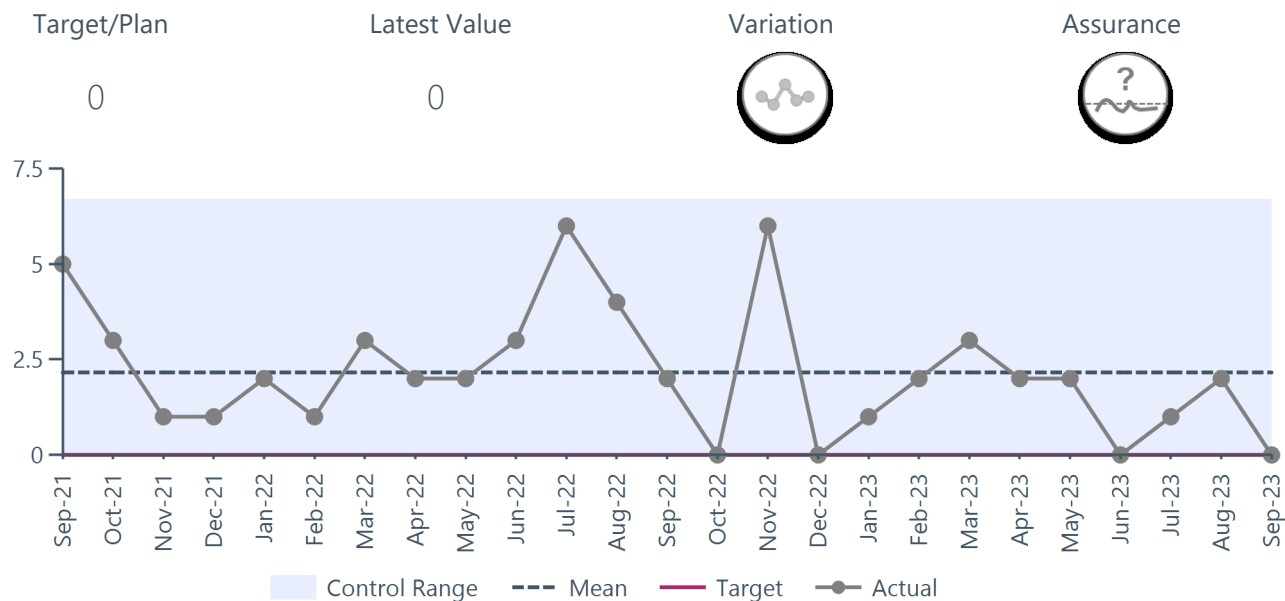 Target/Plan Latest Value Variation Assurance
0 0 ?
7.5
5
2.5
0
Sep-21 Oct-21 Nov-21 Dec-21 Jan-22 Feb-22 Mar-22 Apr-22 May-22 Jun-22 Jul-22 Aug-22 Sep-22 Oct-22 Nov-22 Dec-22 Jan-23 Feb-23 Mar-23 Apr-23 May-23 Jun-23 Jul-23 Aug-23 Sep-23
Control Range Mean Target Actual